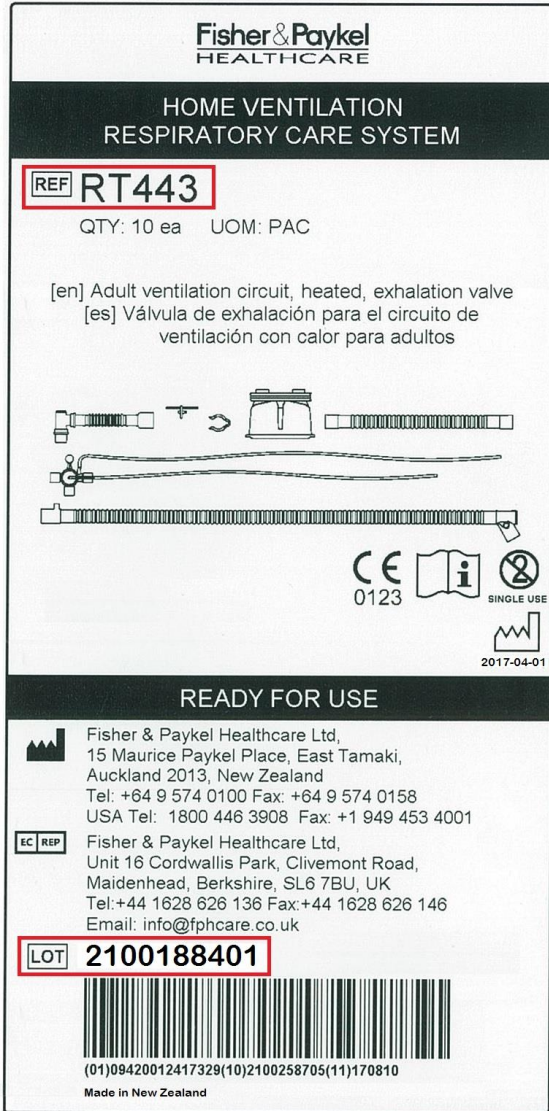 Fisher&Paykel
HEALTHCARE
HOME VENTILATION
RESPIRATORY CARE SYSTEM
REF RT443
QTY: 10 ea UOM: PAC
[en] Adult ventilation circuit, heated, exhalation valve
[es] Válvula de exhalación para el circuito de
ventilación con calor para adultos
CE
0123
i
2
SINGLE USE
2017-04-01
READY FOR USE
Fisher & Paykel Healthcare Ltd,
15 Maurice Paykel Place, East Tamaki,
Auckland 2013, New Zealand
Tel: +64 9 574 0100 Fax: +64 9 574 0158
USA Tel: 1800 446 3908 Fax: +1 949 453 4001
EC REP Fisher & Paykel Healthcare Ltd,
Unit 16 Cordwallis Park, Clivemont Road,
Maidenhead, Berkshire, SL6 7BU, UK
Tel:+44 1628 626 136 Fax:+44 1628 626 146
Email: info@fphcare.co.uk
LOT 2100188401
(01)09420012417329(10)2100258705(11)170810
Made in New Zealand